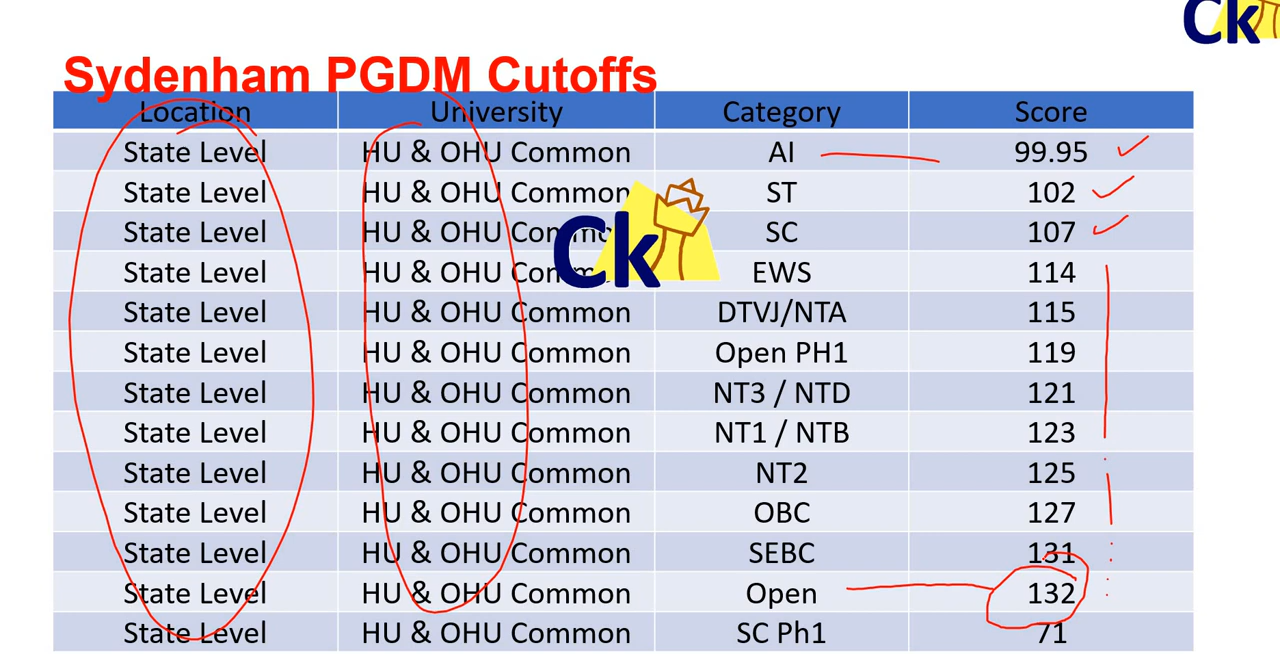 Ck
Sydenham PGDM Cutoffs
Location University Category Score
State Level HU & OHU Common AI 99.95
State Level HU & OHU Common ST 102
State Level HU & OHU Common SC 107
State Level HU & OHU Common EWS 114
State Level HU & OHU Common DTVJ/NTA 115
State Level HU & OHU Common Open PH1 119
State Level HU & OHU Common NT3 / NTD 121
State Level HU & OHU Common NT1 / NTB 123
State Level HU & OHU Common NT2 125
State Level HU & OHU Common OBC 127
State Level HU & OHU Common SEBC 131
State Level HU & OHU Common Open 132
State Level HU & OHU Common SC Ph1 71
Ck